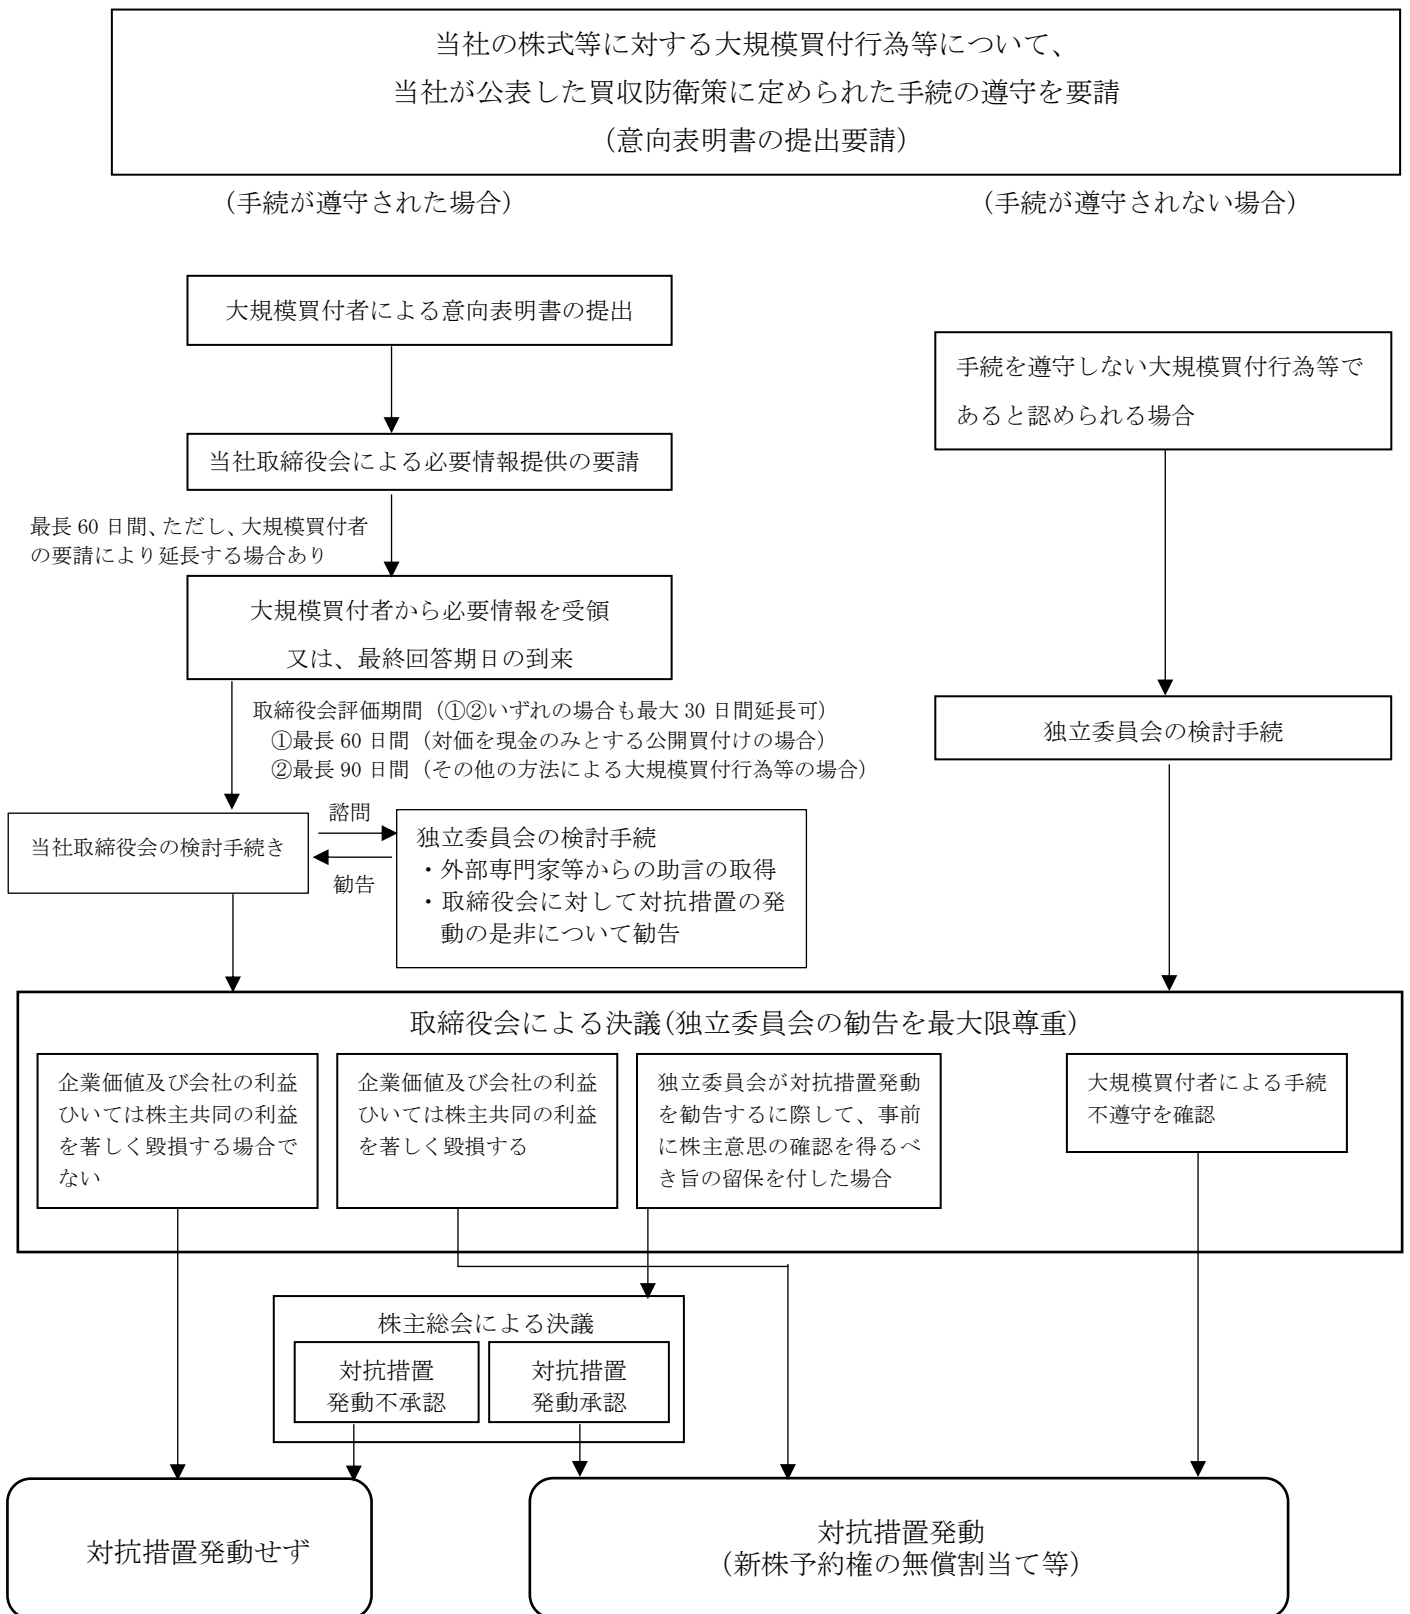 当社の株式等に対する大規模買付行為等について、
当社が公表した買収防衛策に定められた手続の遵守を要請
（意向表明書の提出要請）
（手続が遵守された場合）
（手続が遵守されない場合）
大規模買付者による意向表明書の提出
手続を遵守しない大規模買付行為等で
あると認められる場合
当社取締役会による必要情報提供の要請
最長 60 日間、ただし、大規模買付者
の要請により延長する場合あり
大規模買付者から必要情報を受領
又は、最終回答期日の到来
取締役会評価期間（①②いずれの場合も最大 30 日間延長可）
①最長 60 日間（対価を現金のみとする公開買付けの場合）
②最長 90 日間（その他の方法による大規模買付行為等の場合）
独立委員会の検討手続
当社取締役会の検討手続き
諮問
勧告
独立委員会の検討手続
・外部専門家等からの助言の取得
・取締役会に対して対抗措置の発
動の是非について勧告
取締役会による決議(独立委員会の勧告を最大限尊重)
企業価値及び会社の利益
ひいては株主共同の利益
を著しく毀損する場合で
ない
企業価値及び会社の利益
ひいては株主共同の利益
を著しく毀損する
独立委員会が対抗措置発動
を勧告するに際して、事前
に株主意思の確認を得るべ
き旨の留保を付した場合
大規模買付者による手続
不遵守を確認
株主総会による決議
対抗措置
発動不承認
対抗措置
発動承認
対抗措置発動せず
対抗措置発動
（新株予約権の無償割当て等）